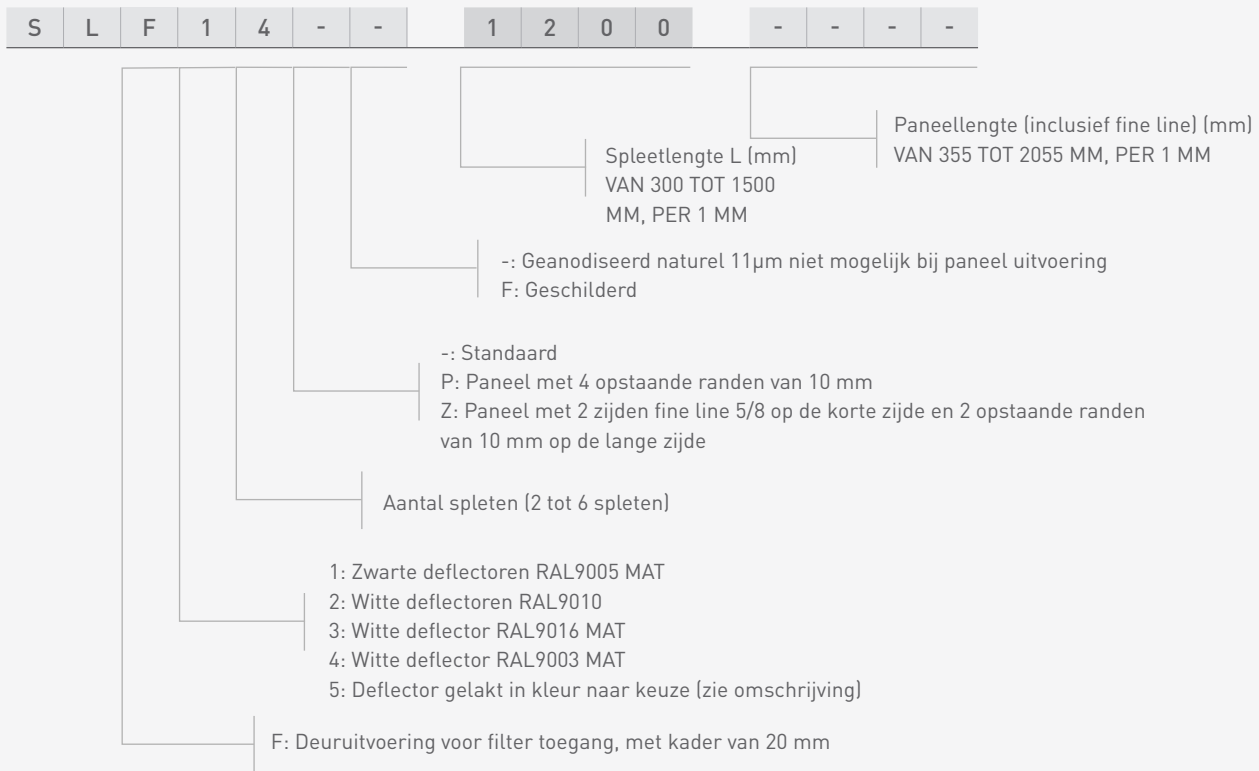 S L F 1 4 - - 1 2 0 0 - - - -
Paneellengte (inclusief fine line) (mm)
VAN 355 TOT 2055 MM, PER 1 MM
Spleetlengte L (mm)
VAN 300 TOT 1500
MM, PER 1 MM
-: Geanodiseerd naturel 11µm niet mogelijk bij paneel uitvoering
F: Geschilderd
-: Standaard
P: Paneel met 4 opstaande randen van 10 mm
Z: Paneel met 2 zijden fine line 5/8 op de korte zijde en 2 opstaande randen
van 10 mm op de lange zijde
Aantal spleten (2 tot 6 spleten)
1: Zwarte deflectoren RAL9005 MAT
2: Witte deflectoren RAL9010
3: Witte deflector RAL9016 MAT
4: Witte deflector RAL9003 MAT
5: Deflector gelakt in kleur naar keuze (zie omschrijving)
F: Deuruitvoering voor filter toegang, met kader van 20 mm